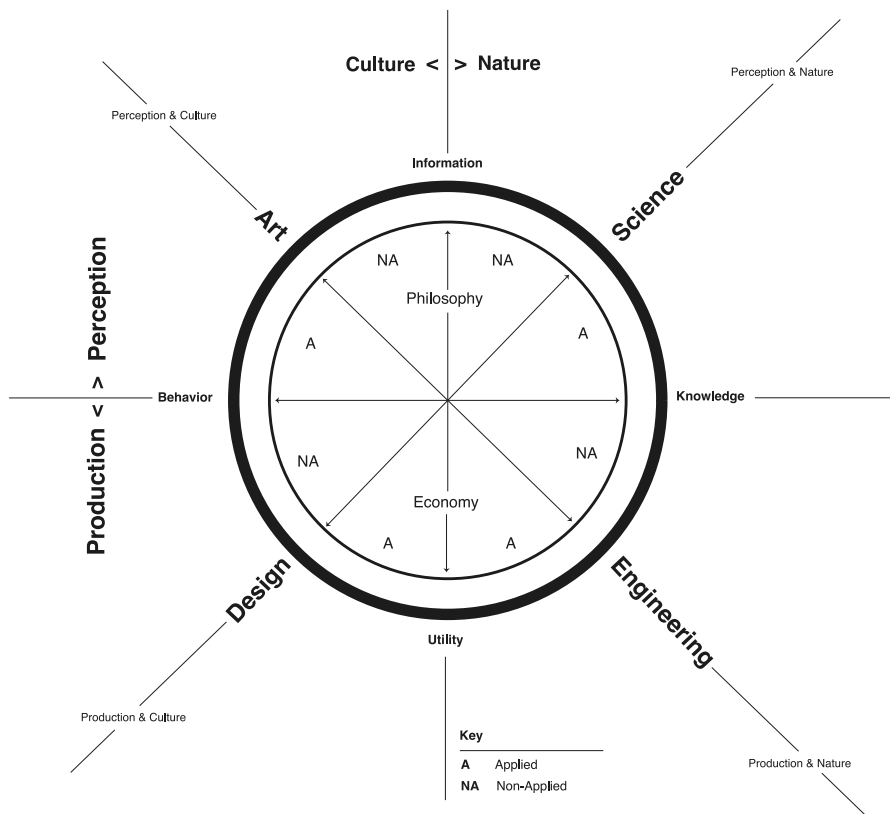 Culture < > Nature
Perception & Culture
Perception & Nature
Information
Art
Science
NA
NA
Philosophy
A
A
Production < > Perception
Behavior
Knowledge
NA
NA
Economy
A
A
Design
Engineering
Utility
Production & Culture
Production & Nature
Key
A Applied
NA Non-Applied